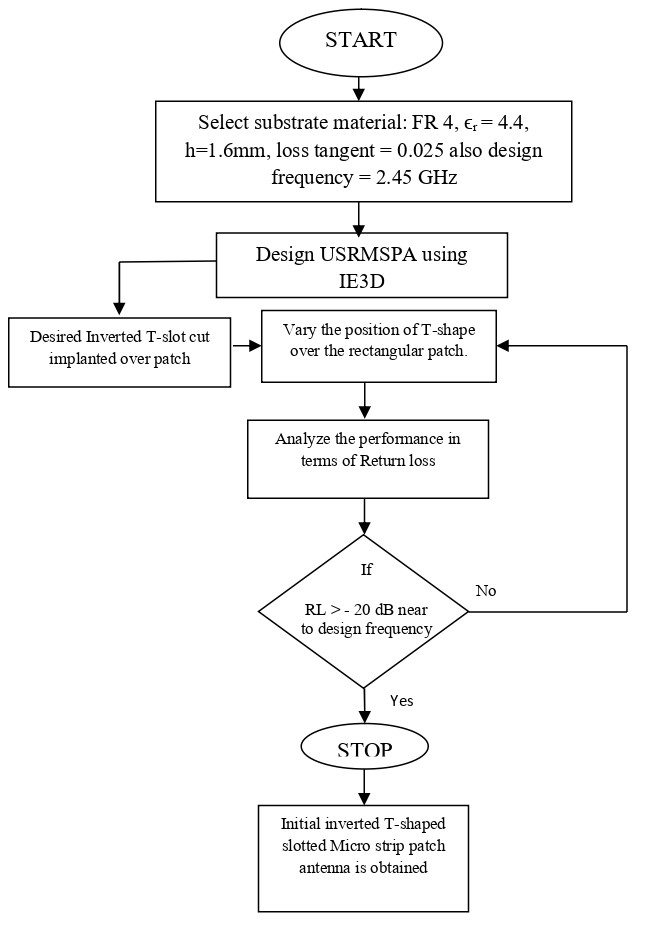 START
Select substrate material: FR 4, ϵᵣ = 4.4,
h=1.6mm, loss tangent = 0.025 also design
frequency = 2.45 GHz
Design USRMSPA using
IE3D
Desired Inverted T-slot cut
implanted over patch
Vary the position of T-shape
over the rectangular patch.
Analyze the performance in
terms of Return loss
If
RL > - 20 dB near
to design frequency
No
Yes
STOP
Initial inverted T-shaped
slotted Micro strip patch
antenna is obtained